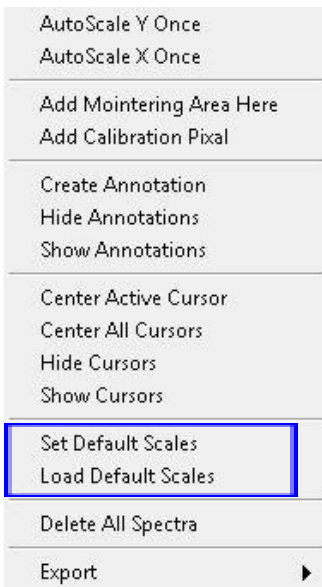 AutoScale Y Once
AutoScale X Once
Add Mointering Area Here
Add Calibration Pixal
Create Annotation
Hide Annotations
Show Annotations
Center Active Cursor
Center All Cursors
Hide Cursors
Show Cursors
Set Default Scales
Load Default Scales
Delete All Spectra
Export